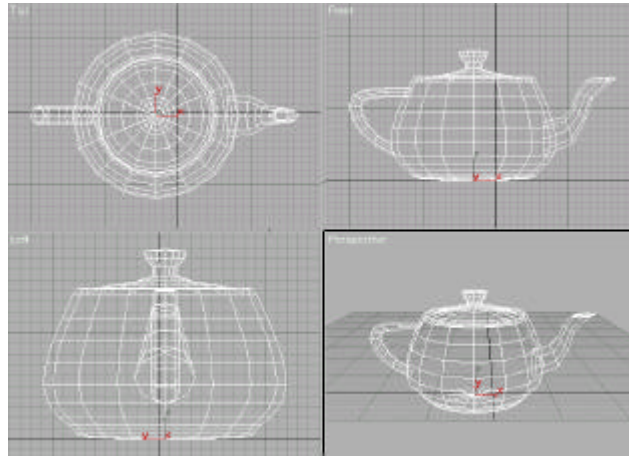 Top
Front
y
x
Left
Perspective
y
x